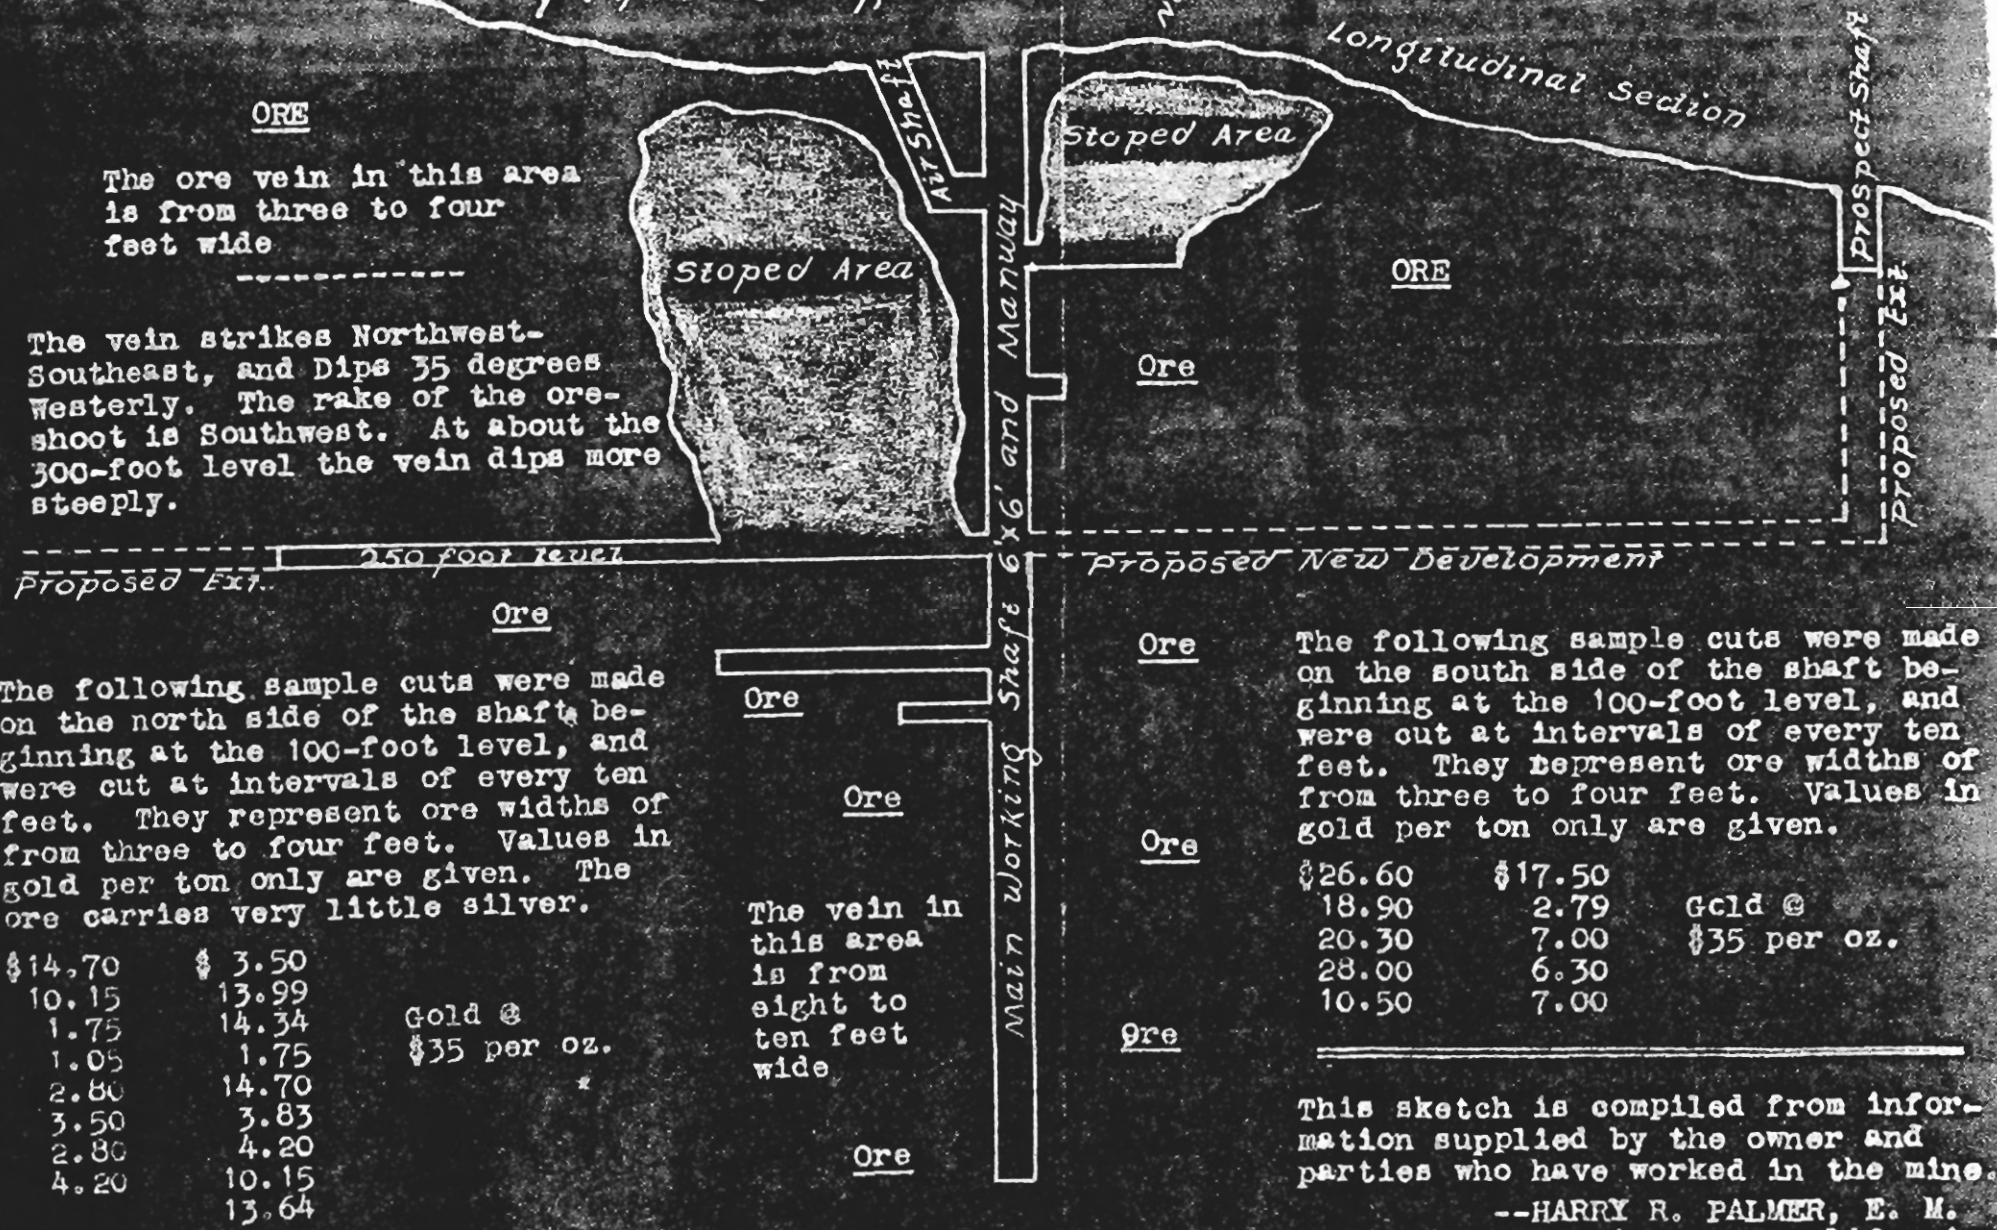 Longitudinal Section
Prospect Shaft
Air Shaft
Stoped Area
ORE
The ore vein in this area
is from three to four
feet wide
------------
Stoped Area
ORE
The vein strikes Northwest-
Southeast, and Dips 35 degrees
Westerly. The rake of the ore-
shoot is Southwest. At about the
300-foot level the vein dips more
steeply.
Ore
Proposed Ext.
Main Working Shaft 6x6' and Manway
250 foot level
Proposed Ext.
Proposed New Development
Ore
Ore
Ore
Ore
Ore
Ore
Ore
The following sample cuts were made
on the north side of the shaft be-
ginning at the 100-foot level, and
were cut at intervals of every ten
feet. They represent ore widths of
from three to four feet. Values in
gold per ton only are given. The
ore carries very little silver.
$14.70 $ 3.50
10.15 13.99
1.75 14.34
1.05 1.75
2.80 14.70
3.50 3.83
2.80 4.20
4.20 10.15
13.64
Gold @
$35 per oz.
The vein in
this area
is from
eight to
ten feet
wide
The following sample cuts were made
on the south side of the shaft be-
ginning at the 100-foot level, and
were cut at intervals of every ten
feet. They represent ore widths of
from three to four feet. Values in
gold per ton only are given.
$26.60 $17.50
18.90 2.79
20.30 7.00
28.00 6.30
10.50 7.00
Gold @
$35 per oz.
This sketch is compiled from infor-
mation supplied by the owner and
parties who have worked in the mine.
--HARRY R. PALMER, E. M.